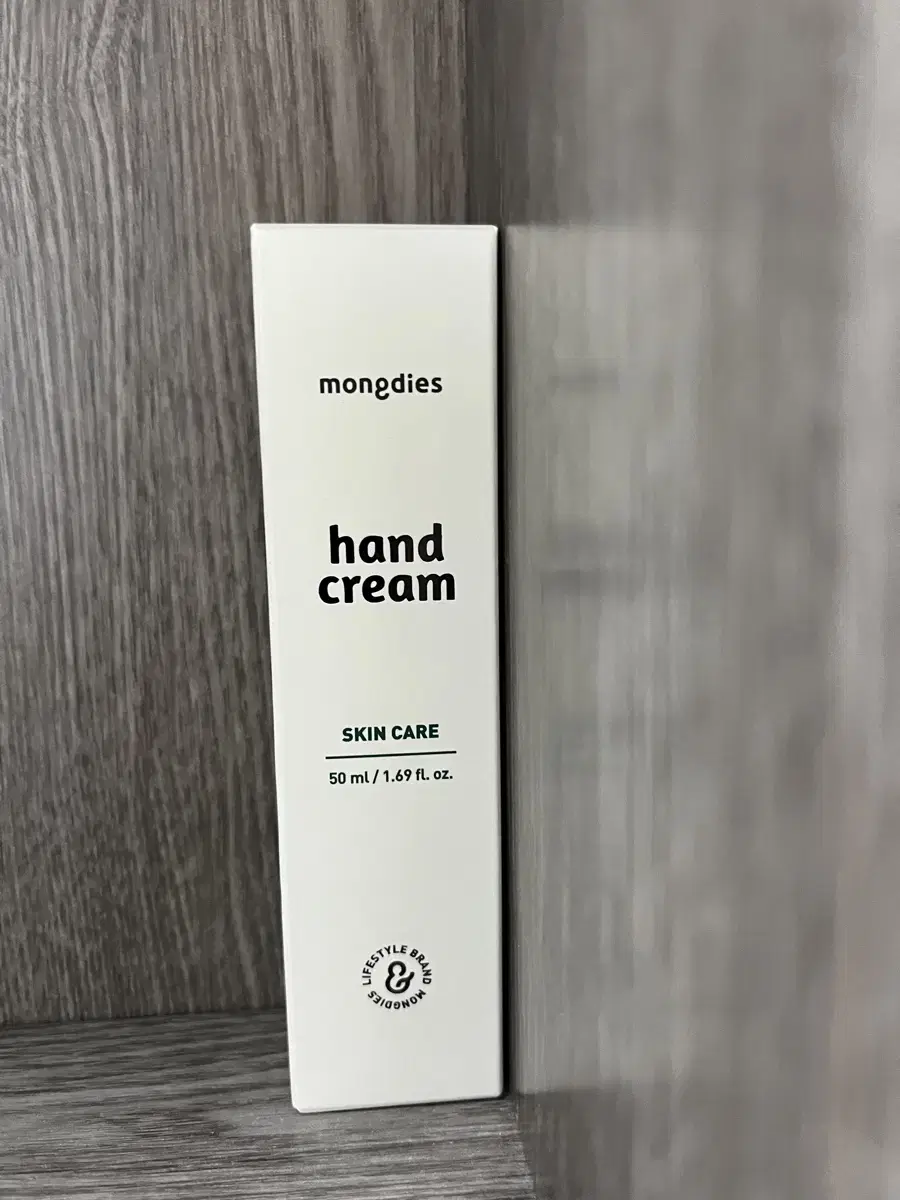 mongdies
hand
cream
SKIN CARE
50 ml / 1.69 fl. oz.
LIFESTYLE BRAND MONGDIES
&